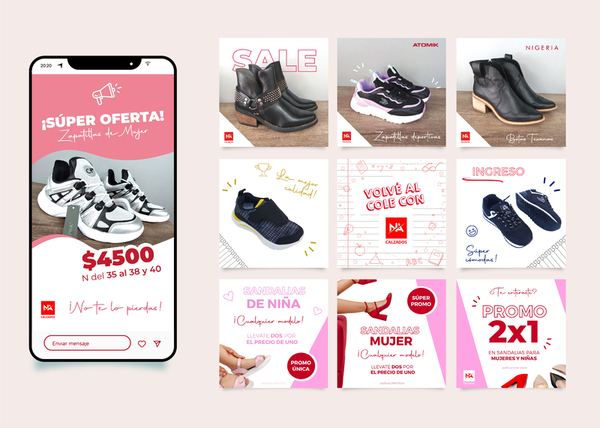 20:20
¡SÚPER OFERTA!
Zapatillas de Mujer
$4500
N del 35 al 38 y 40
¡No te lo pierdas!
CALZADOS
Enviar mensaje
SALE
ATOMIK
Zapatillas deportivas
NIGERIA
La mejor
calidad!
VOLVÉ AL
COLE CON
CALZADOS
INGRESO
Súper
cómodas!
SANDALIAS
DE NIÑA
¡Cualquier modelo!
LLEVATE DOS POR
EL PRECIO DE UNO
PROMO
ÚNICA
SÚPER
PROMO
SANDALIAS
MUJER
¡Cualquier modelo!
LLEVATE DOS POR
EL PRECIO DE UNO
¿Te enteraste?
PROMO
2x1
EN SANDALIAS PARA
MUJERES Y NIÑAS